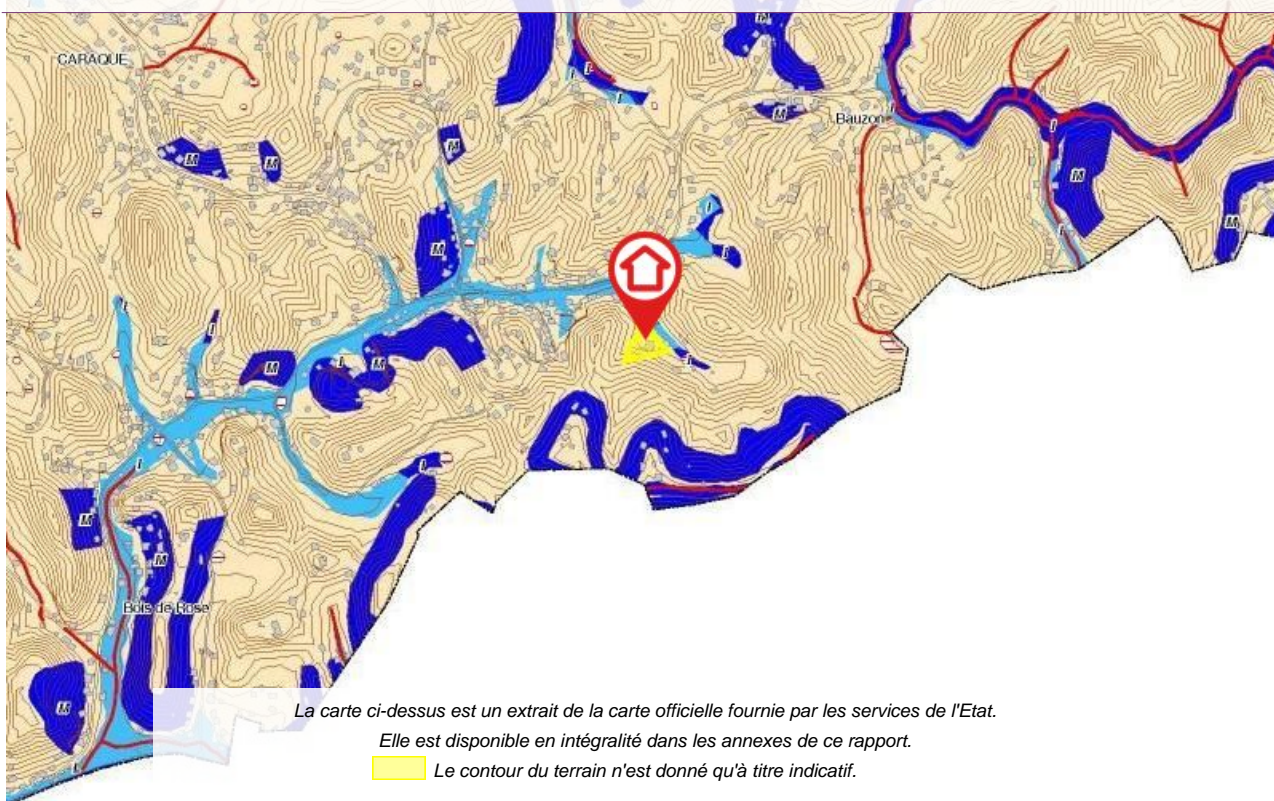 M
I
I
CARAQUE
M
Bauzon
M
I
M
M
M
M
I
M
I
M
I
I
I
I
M
M
I
I
I
M
M
Bois de Rose
M
I
La carte ci-dessus est un extrait de la carte officielle fournie par les services de l'Etat.
Elle est disponible en intégralité dans les annexes de ce rapport.
Le contour du terrain n'est donné qu'à titre indicatif.